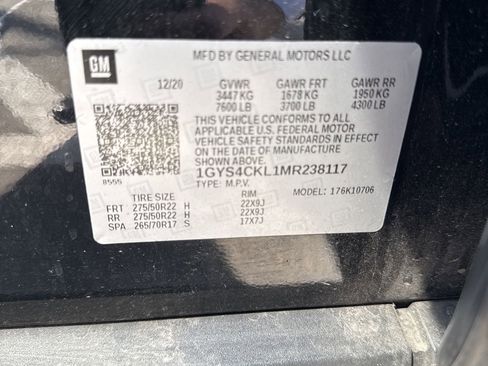 GM
MFD BY GENERAL MOTORS LLC
12/20 GVWR GAWR FRT GAWR RR
3447 KG 1678 KG 1950 KG
7600 LB 3700 LB 4300 LB
THIS VEHICLE CONFORMS TO ALL
APPLICABLE U.S. FEDERAL MOTOR
VEHICLE SAFETY STANDARDS IN EFFECT
ON THE DATE OF MANUFACTURE
SHOWN ABOVE.
1GYS4CKL1MR238117
8555 TYPE: M.P.V. MODEL: 176K10706
TIRE SIZE RIM
FRT 275/50R22 H 22X9J
RR 275/50R22 H 22X9J
SPA 265/70R17 S 17X7J